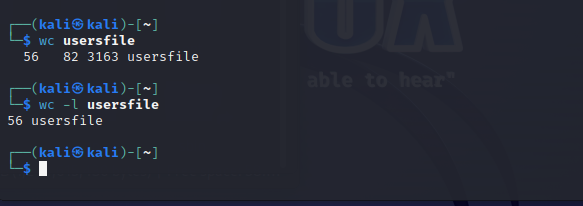 ┌──(kali㉿kali)-[~]
└─$ wc usersfile
  56   82 3163 usersfile
┌──(kali㉿kali)-[~]
└─$ wc -l usersfile
56 usersfile
┌──(kali㉿kali)-[~]
└─$
able to hear"